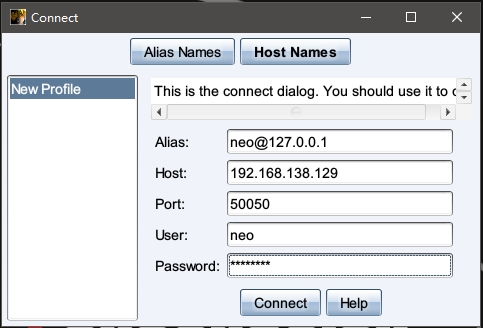 Connect
Alias Names
Host Names
New Profile
This is the connect dialog. You should use it to
Alias:
neo@127.0.0.1
Host:
192.168.138.129
Port:
50050
User:
neo
Password:
********
Connect
Help